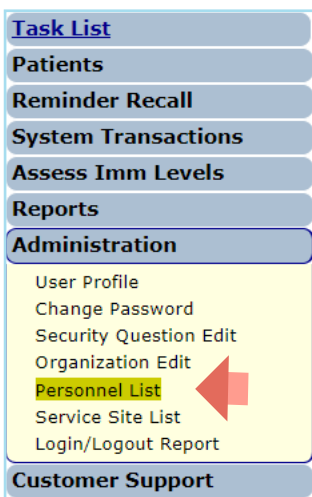 Task List
Patients
Reminder Recall
System Transactions
Assess Imm Levels
Reports
Administration
User Profile
Change Password
Security Question Edit
Organization Edit
Personnel List
Service Site List
Login/Logout Report
Customer Support